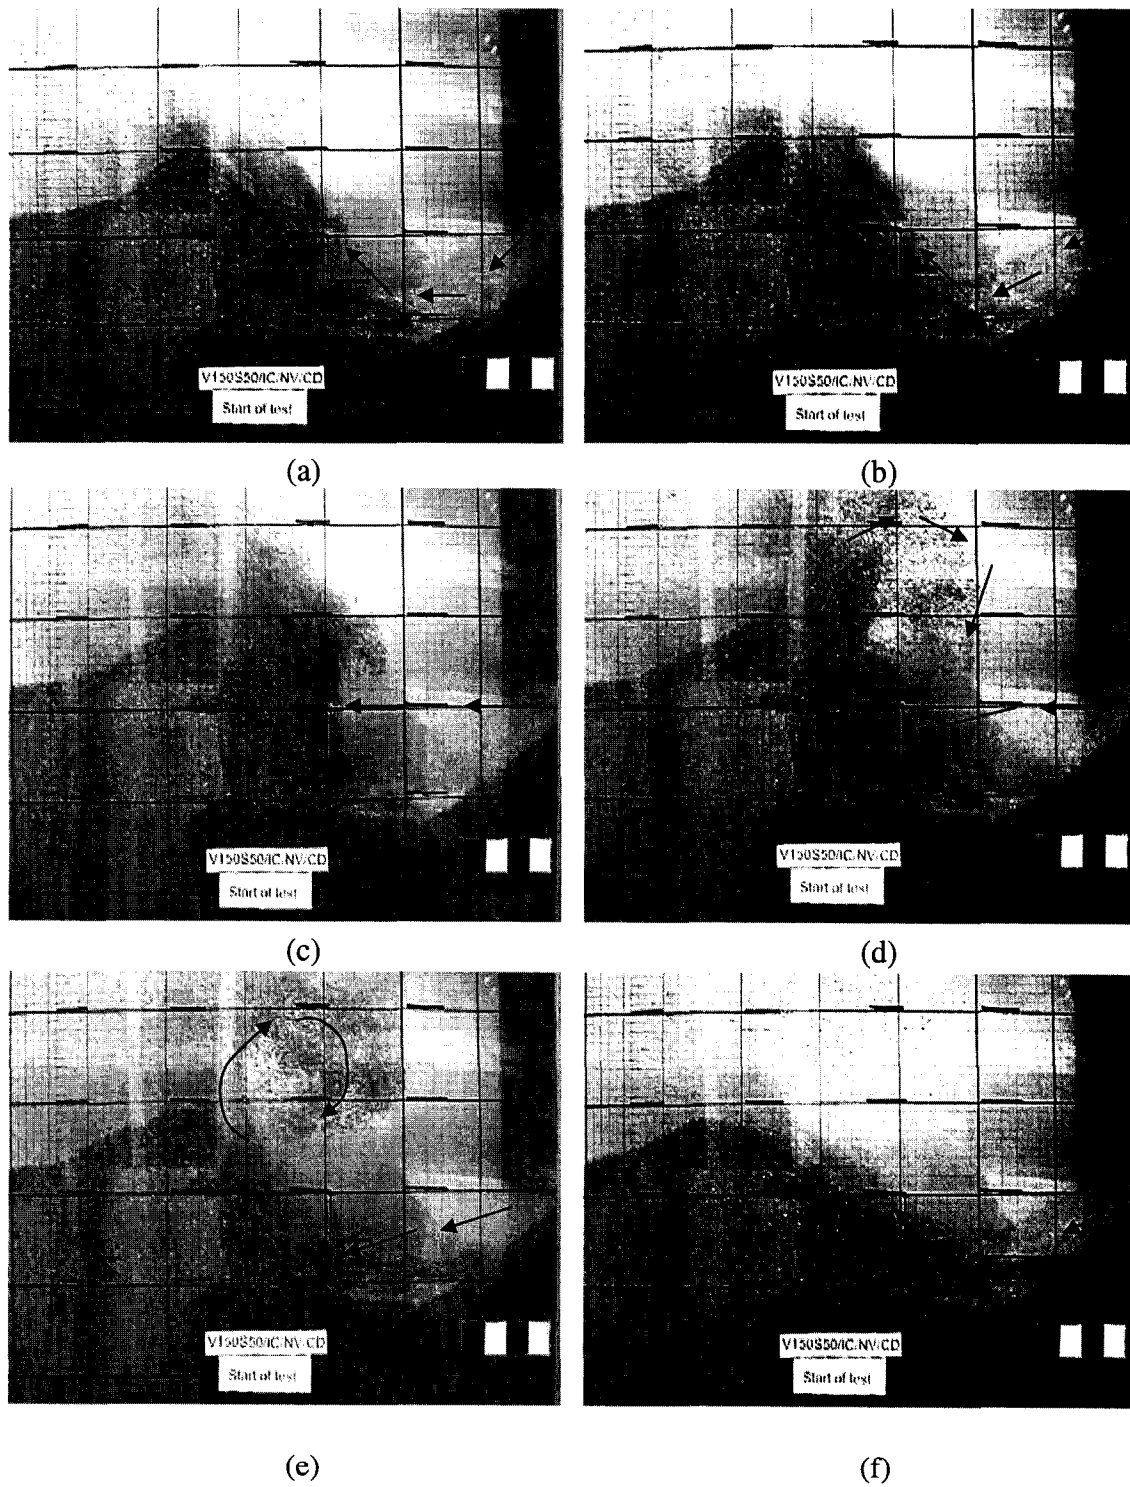 V150S50/IC/NV/CD
Start of test
V150S50/IC/NV/CD
Start of test
(a)
(b)
V150S50/IC/NV/CD
Start of test
V150S50/IC/NV/CD
Start of test
(c)
(d)
V150S50/IC/NV/CD
Start of test
V150S50/IC/NV/CD
Start of test
(e)
(f)